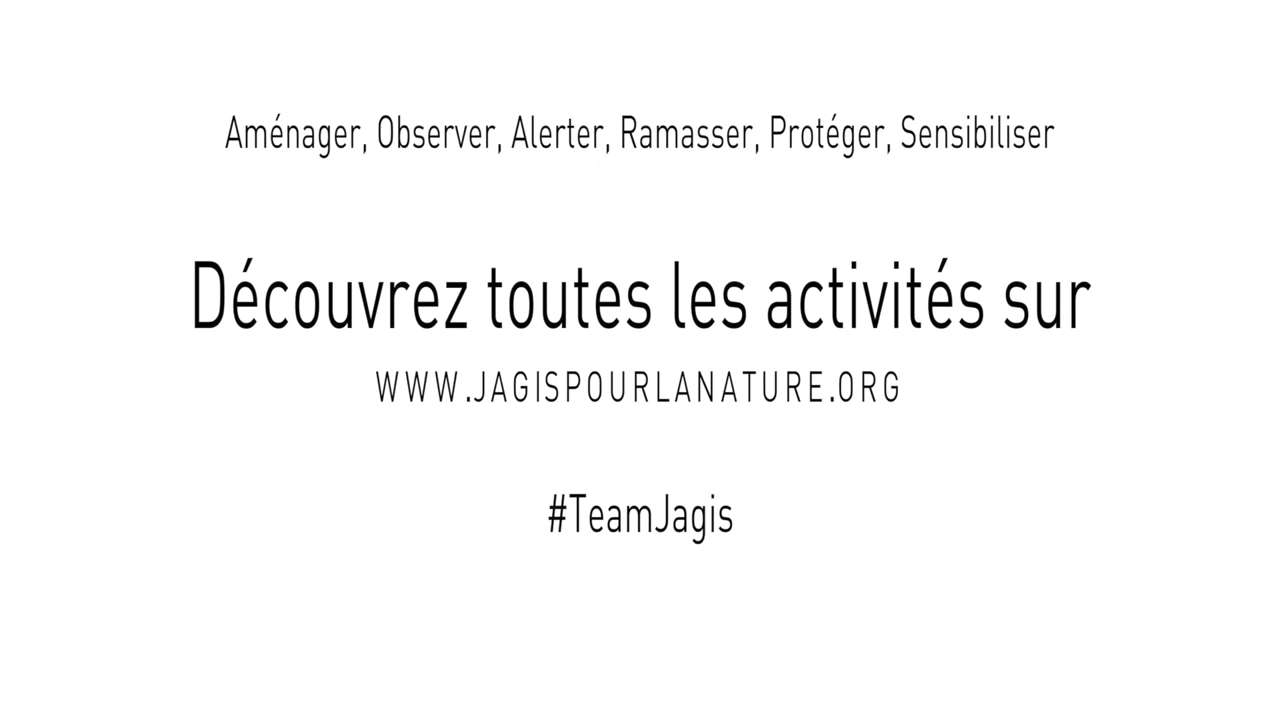 Aménager, Observer, Alerter, Ramasser, Protéger, Sensibiliser
Découvrez toutes les activités sur
WWW.JAGISPOURLANATURE.ORG
#TeamJagis